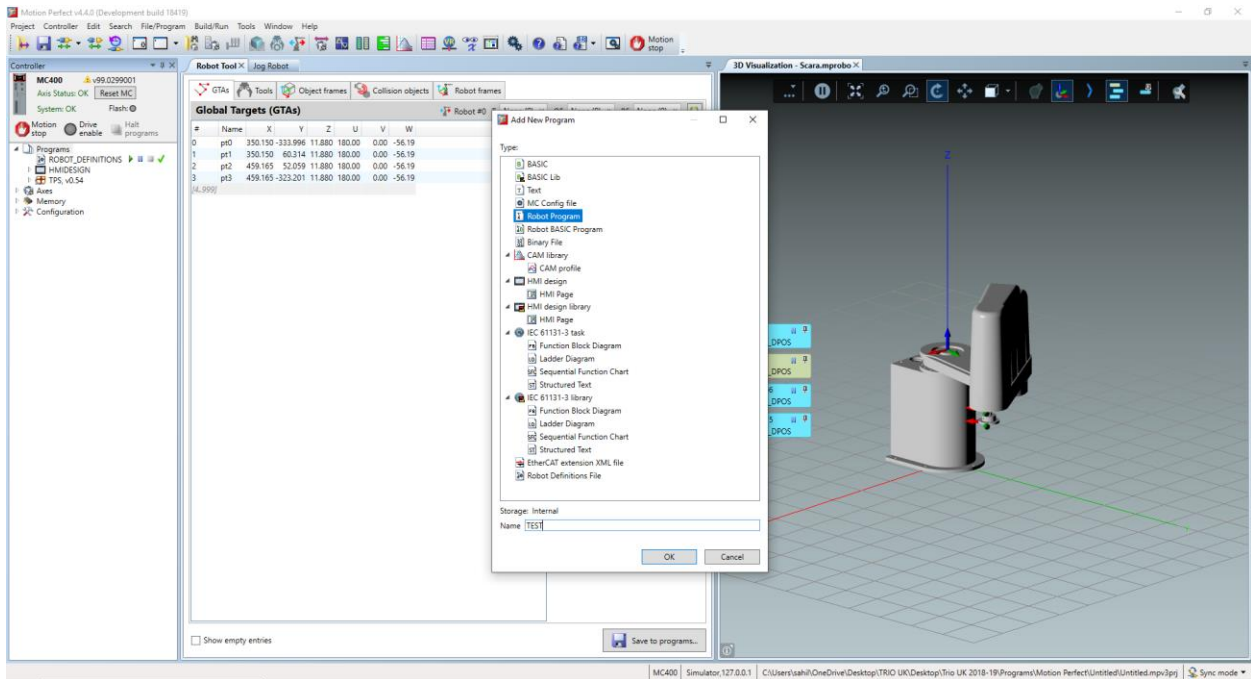 Motion Perfect v4.4.0 (Development build 18419)
Project Controller Edit Search File/Program Build/Run Tools Window Help
Motion stop
Controller
MC400 v99.0299001
Axis Status: OK Reset MC
System: OK Flash:
Motion stop Drive enable Halt programs
Programs
ROBOT_DEFINITIONS
HMIDESIGN
TPS, v0.54
Axes
Memory
Configuration
Robot Tool Jog Robot
GTAs Tools Object frames Collision objects Robot frames
Global Targets (GTAs) Robot #0
# Name X Y Z U V W
0 pt0 350.150 -333.996 11.880 180.00 0.00 -56.19
1 pt1 350.150 60.314 11.880 180.00 0.00 -56.19
2 pt2 459.165 52.059 11.880 180.00 0.00 -56.19
3 pt3 459.165 -323.201 11.880 180.00 0.00 -56.19
[4..999]
Show empty entries
Save to programs...
Add New Program
Type:
BASIC
BASIC Lib
Text
MC Config file
Robot Program
Robot BASIC Program
Binary File
CAM library
CAM profile
HMI design
HMI Page
HMI design library
HMI Page
IEC 61131-3 task
Function Block Diagram
Ladder Diagram
Sequential Function Chart
Structured Text
IEC 61131-3 library
Function Block Diagram
Ladder Diagram
Sequential Function Chart
Structured Text
EtherCAT extension XML file
Robot Definitions File
Storage: Internal
Name TEST
OK Cancel
3D Visualization - Scara.mprobo
Z
_DPOS
_DPOS
_DPOS
_DPOS
MC400 Simulator,127.0.0.1 C:\Users\sahil\OneDrive\Desktop\TRIO UK\Desktop\Trio UK 2018-19\Programs\Motion Perfect\Untitled\Untitled.mpv3prj Sync mode